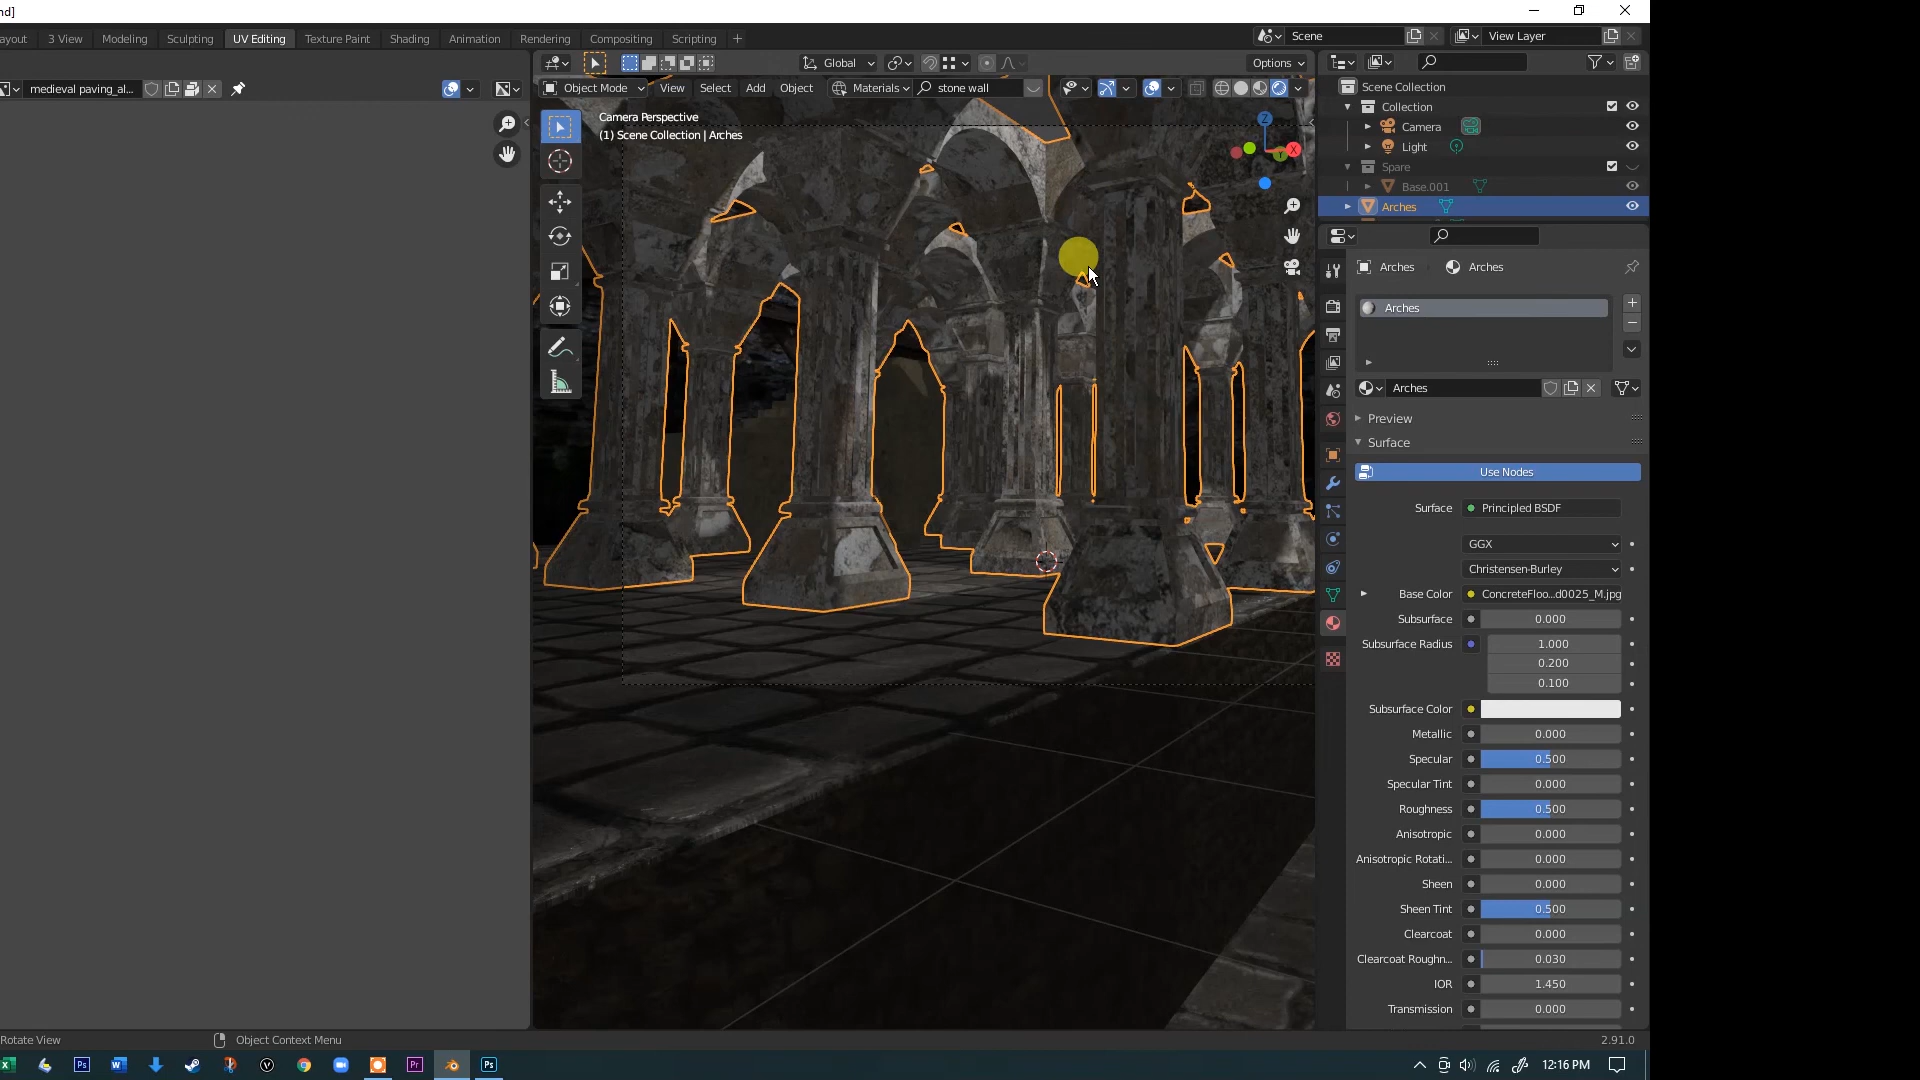 nd]
ayout 3 View Modeling Sculpting UV Editing Texture Paint Shading Animation Rendering Compositing Scripting +
Scene View Layer
Global Options
medieval paving_al...
Object Mode View Select Add Object Materials stone wall
Camera Perspective
(1) Scene Collection | Arches
Z
X
Y
Scene Collection
Collection
Camera
Light
Spare
Base.001
Arches
Arches Arches
Arches
Arches
Preview
Surface
Use Nodes
Surface Principled BSDF
GGX
Christensen-Burley
Base Color ConcreteFloo...d0025_M.jpg
Subsurface 0.000
Subsurface Radius 1.000
0.200
0.100
Subsurface Color
Metallic 0.000
Specular 0.500
Specular Tint 0.000
Roughness 0.500
Anisotropic 0.000
Anisotropic Rotati... 0.000
Sheen 0.000
Sheen Tint 0.500
Clearcoat 0.000
Clearcoat Roughn... 0.030
IOR 1.450
Transmission 0.000
Rotate View Object Context Menu 2.91.0
12:16 PM